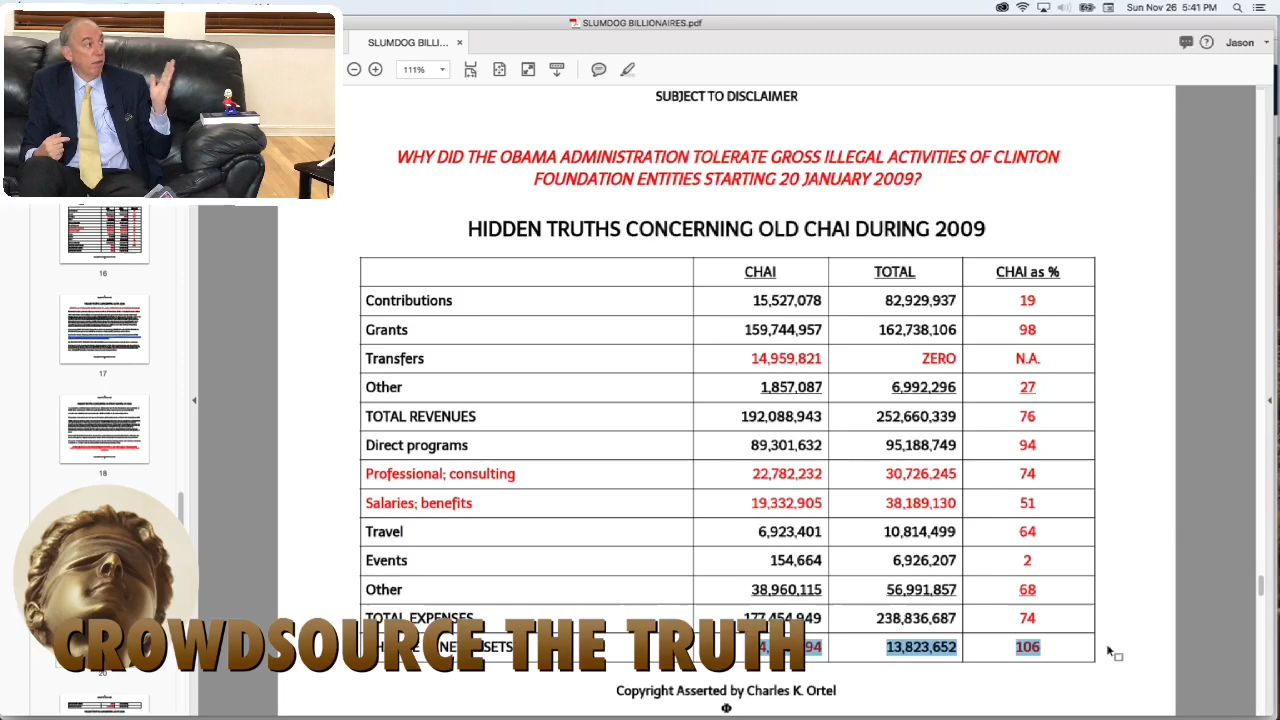 Sun Nov 26 5:41 PM
SLUMDOG BILLIONAIRES.pdf
SLUMDOG BILLI... ×
Jason
111%
SUBJECT TO DISCLAIMER
WHY DID THE OBAMA ADMINISTRATION TOLERATE GROSS ILLEGAL ACTIVITIES OF CLINTON
FOUNDATION ENTITIES STARTING 20 JANUARY 2009?
HIDDEN TRUTHS CONCERNING OLD CHAI DURING 2009
CHAI TOTAL CHAI as %
Contributions 15,527,078 82,929,937 19
Grants 159,744,957 162,738,106 98
Transfers 14,959,821 ZERO N.A.
Other 1,857,087 6,992,296 27
TOTAL REVENUES 192,088,943 252,660,339 76
Direct programs 89,301,632 95,188,749 94
Professional; consulting 22,782,232 30,726,245 74
Salaries; benefits 19,332,905 38,189,130 51
Travel 6,923,401 10,814,499 64
Events 154,664 6,926,207 2
Other 38,960,115 56,991,857 68
TOTAL EXPENSES 177,454,949 238,836,687 74
13,823,652 106
Copyright Asserted by Charles K. Ortel
16
17
18
20
CROWDSOURCE THE TRUTH